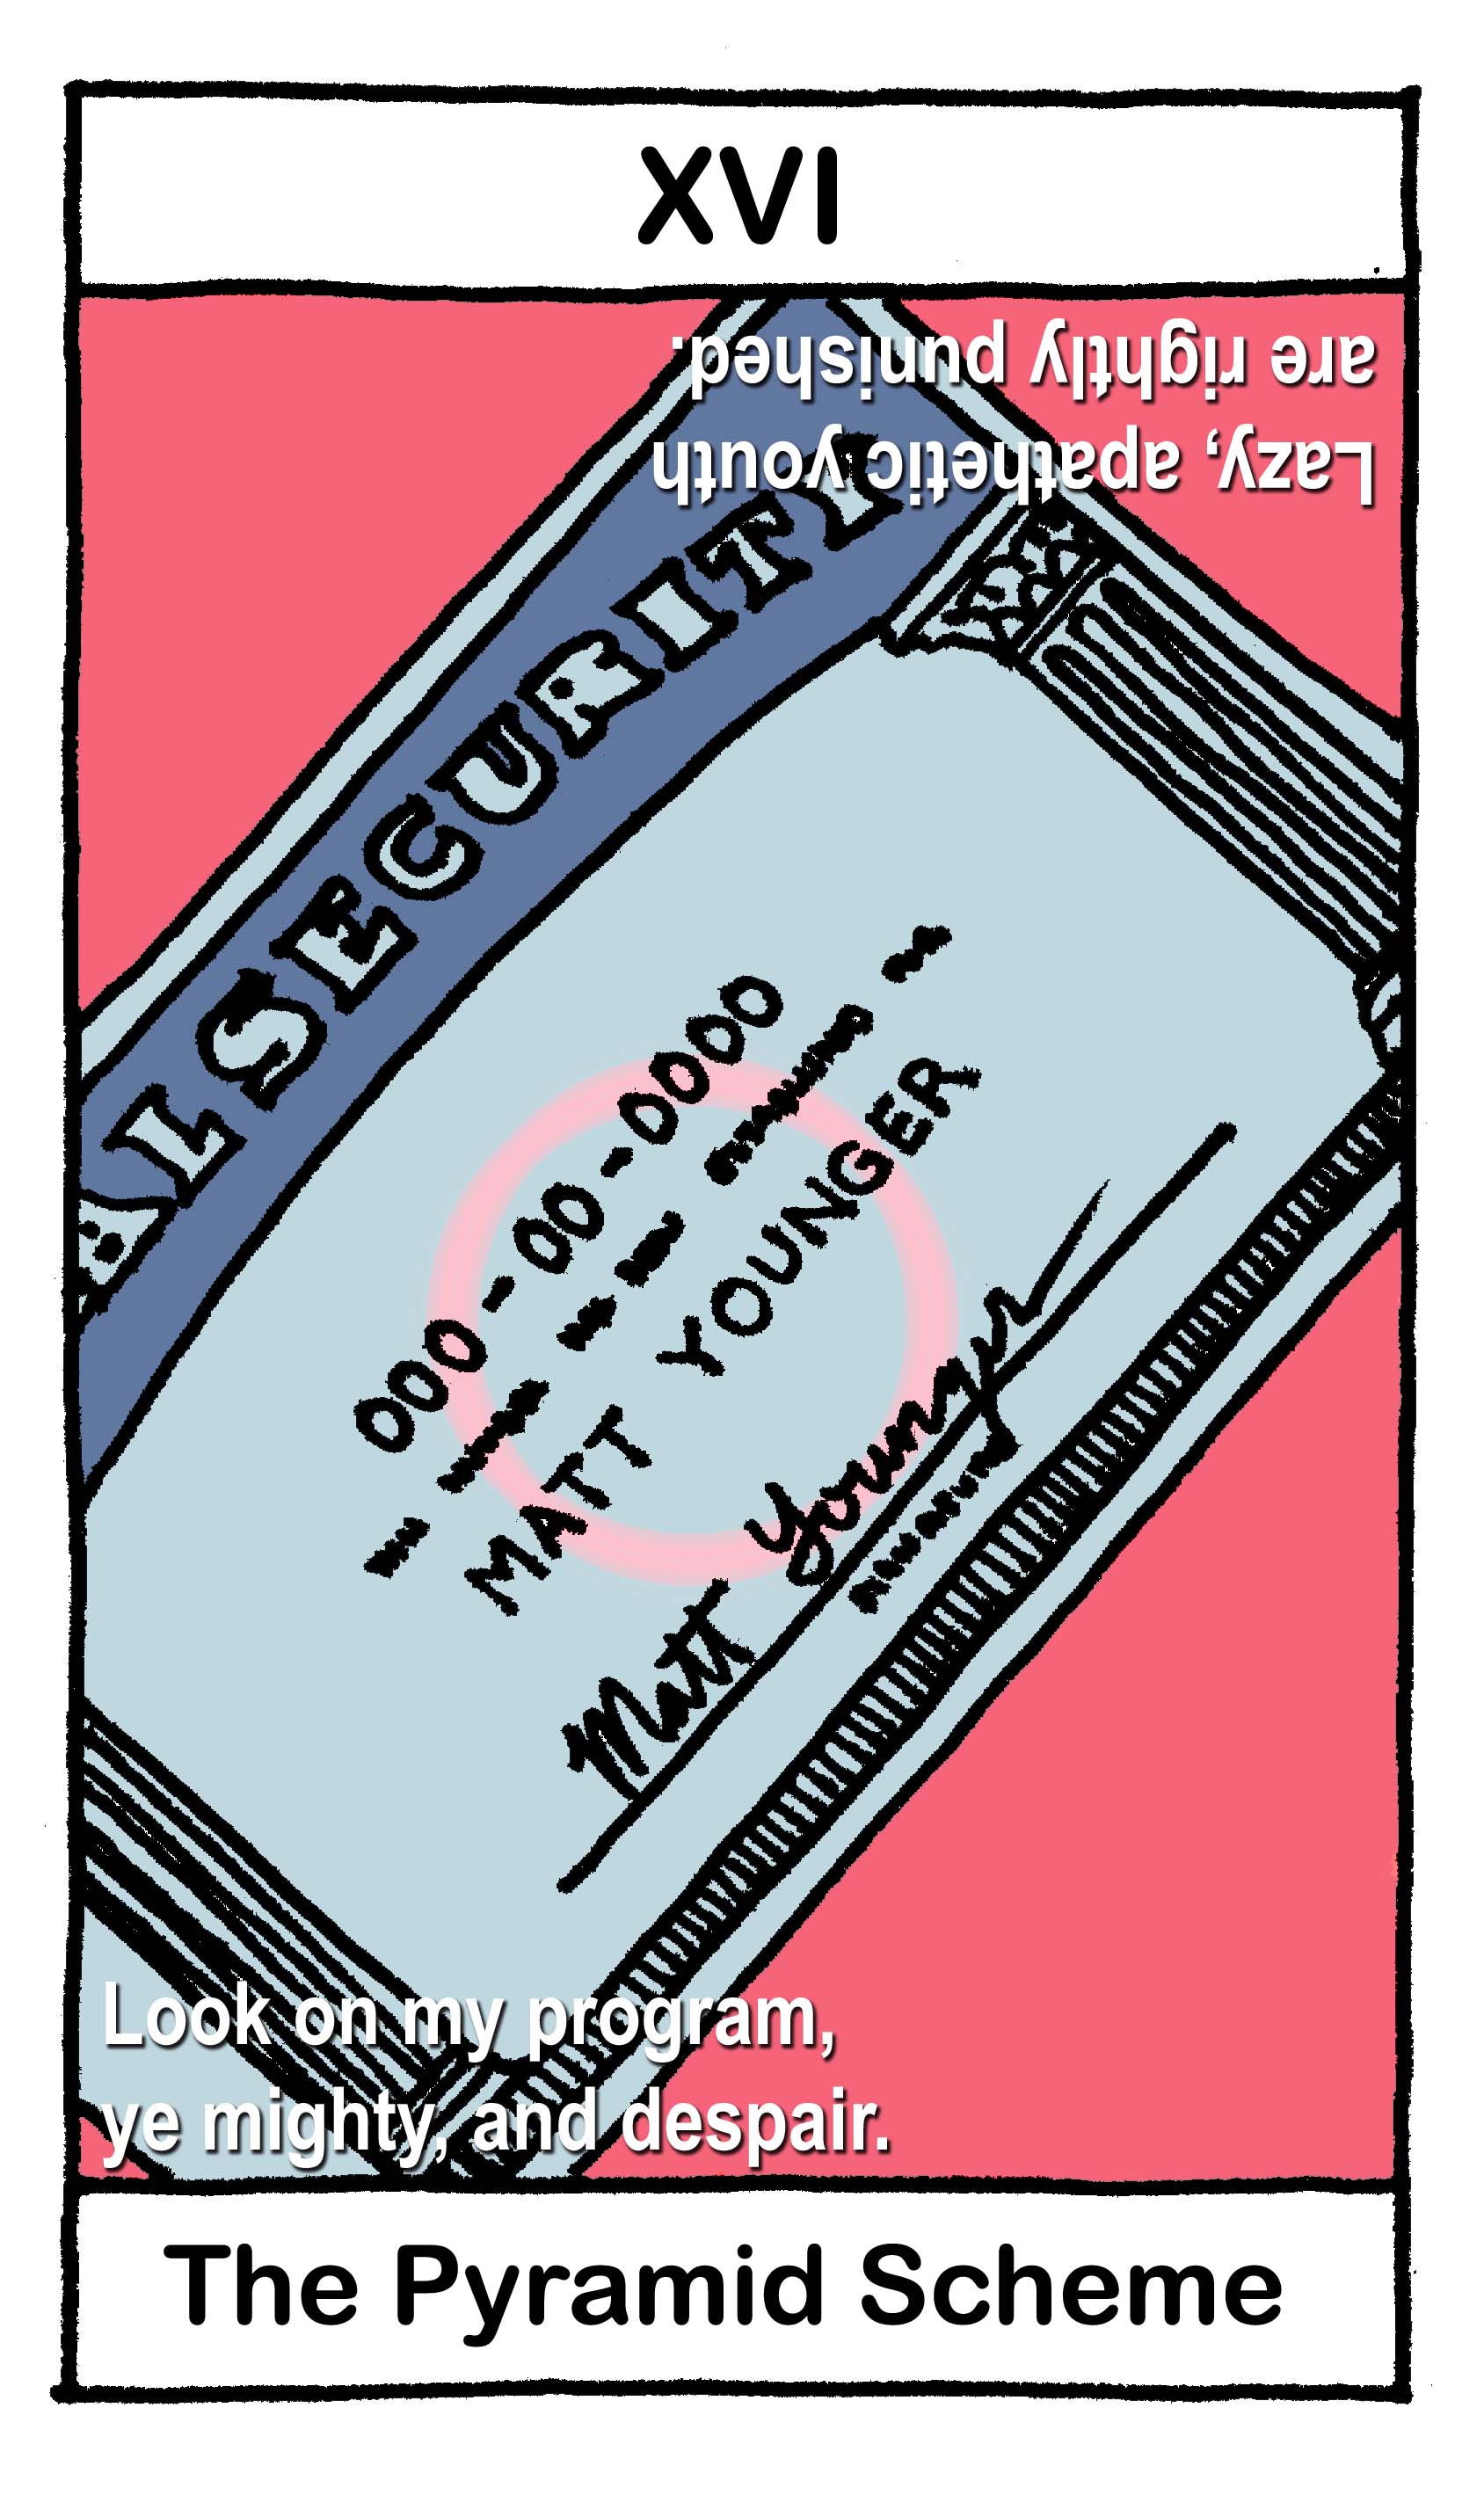 XVI
Lazy, apathetic youth
are rightly punished.
AL SECURITY
000-00-0000
MATT YOUNGER
Matt Younger
Look on my program,
ye mighty, and despair.
The Pyramid Scheme